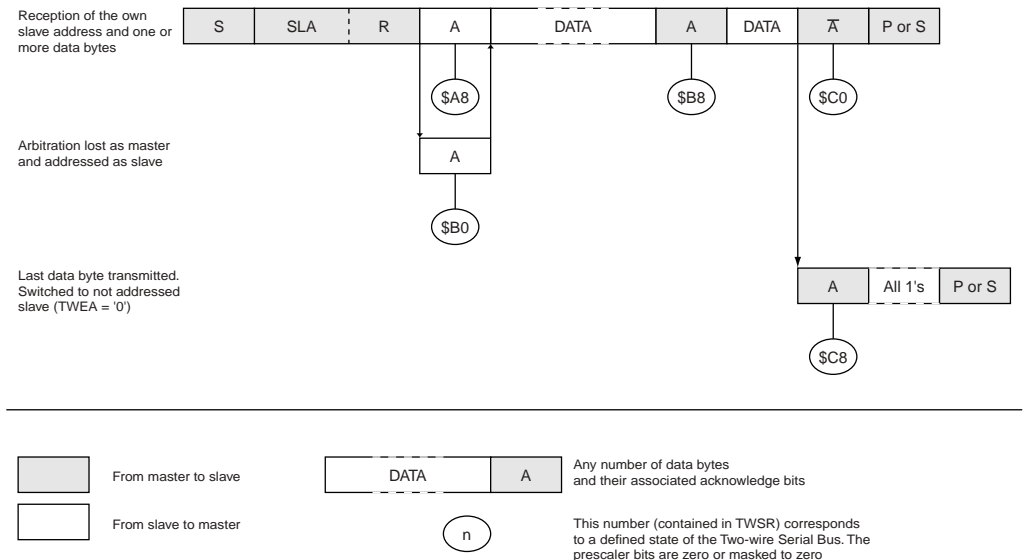 Reception of the own
slave address and one or
more data bytes
S SLA R A DATA A DATA A̅ P or S
$A8 $B8 $C0
Arbitration lost as master
and addressed as slave
A
$B0
Last data byte transmitted.
Switched to not addressed
slave (TWEA = '0')
A All 1's P or S
$C8
From master to slave
DATA A
Any number of data bytes
and their associated acknowledge bits
From slave to master
n
This number (contained in TWSR) corresponds
to a defined state of the Two-wire Serial Bus. The
prescaler bits are zero or masked to zero